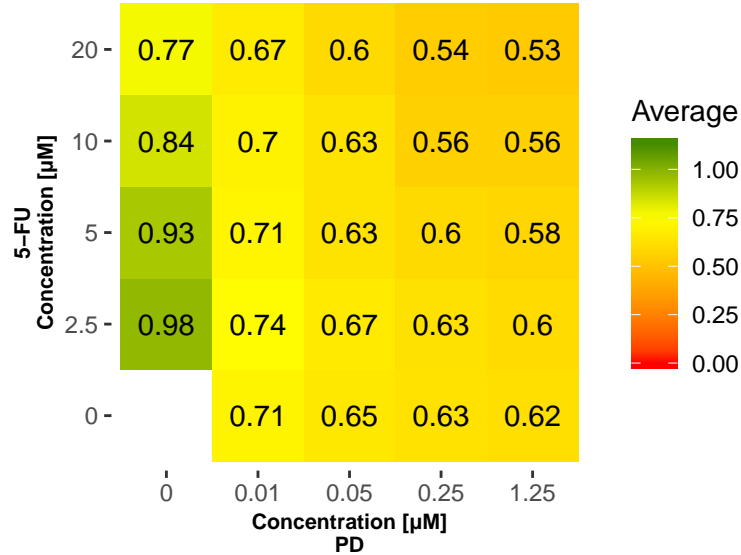 20 0.77 0.67 0.6 0.54 0.53
10 0.84 0.7 0.63 0.56 0.56
5 0.93 0.71 0.63 0.6 0.58
2.5 0.98 0.74 0.67 0.63 0.6
0 0.71 0.65 0.63 0.62
0 0.01 0.05 0.25 1.25
5−FU
Concentration [µM]
Concentration [µM]
PD
Average
1.00
0.75
0.50
0.25
0.00